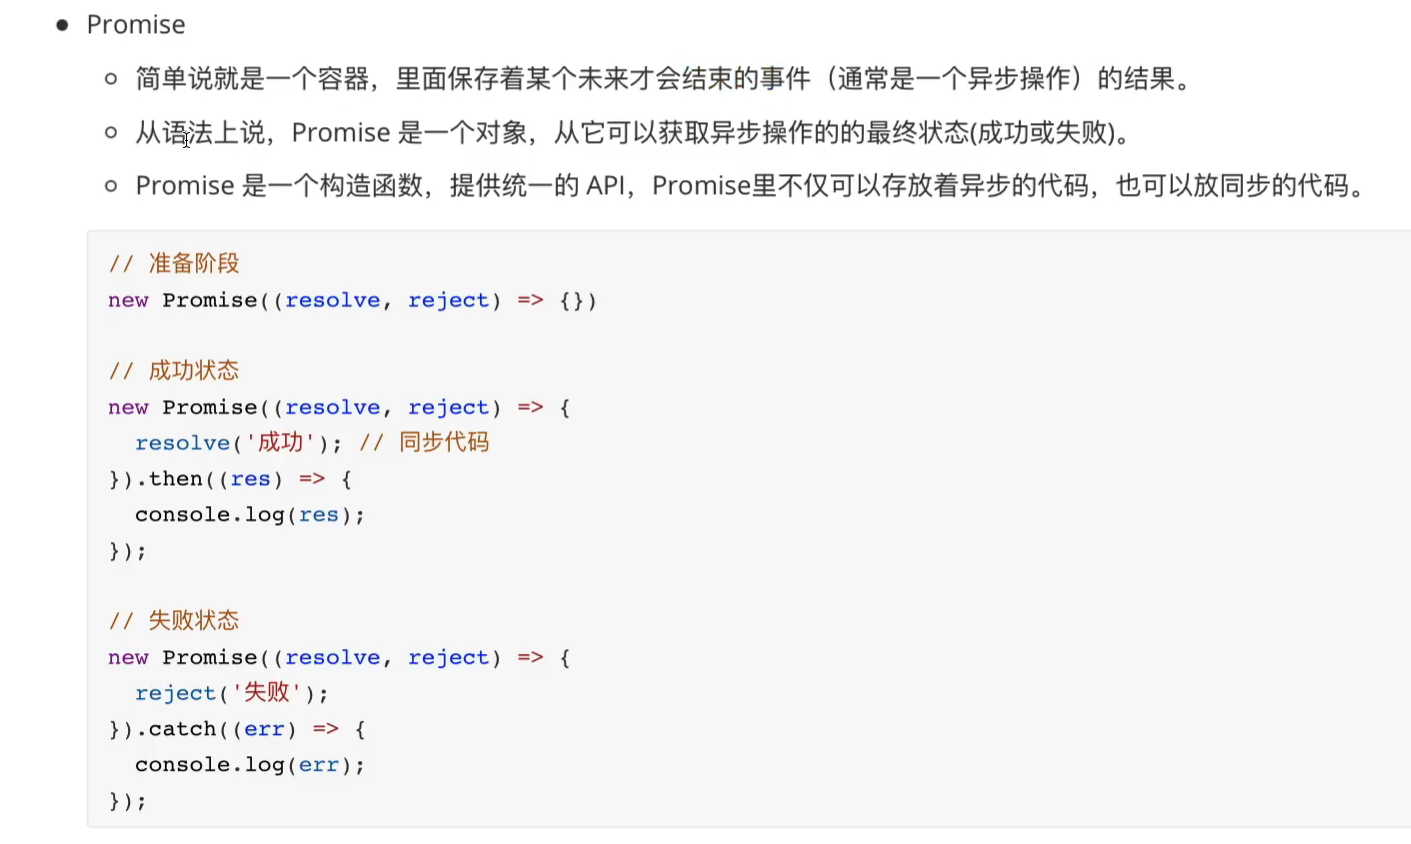 Promise
简单说就是一个容器，里面保存着某个未来才会结束的事件（通常是一个异步操作）的结果。
从语法上说，Promise 是一个对象，从它可以获取异步操作的的最终状态(成功或失败)。
Promise 是一个构造函数，提供统一的 API，Promise里不仅可以存放着异步的代码，也可以放同步的代码。
// 准备阶段
new Promise((resolve, reject) => {})
// 成功状态
new Promise((resolve, reject) => {
  resolve('成功'); // 同步代码
}).then((res) => {
  console.log(res);
});
// 失败状态
new Promise((resolve, reject) => {
  reject('失败');
}).catch((err) => {
  console.log(err);
});